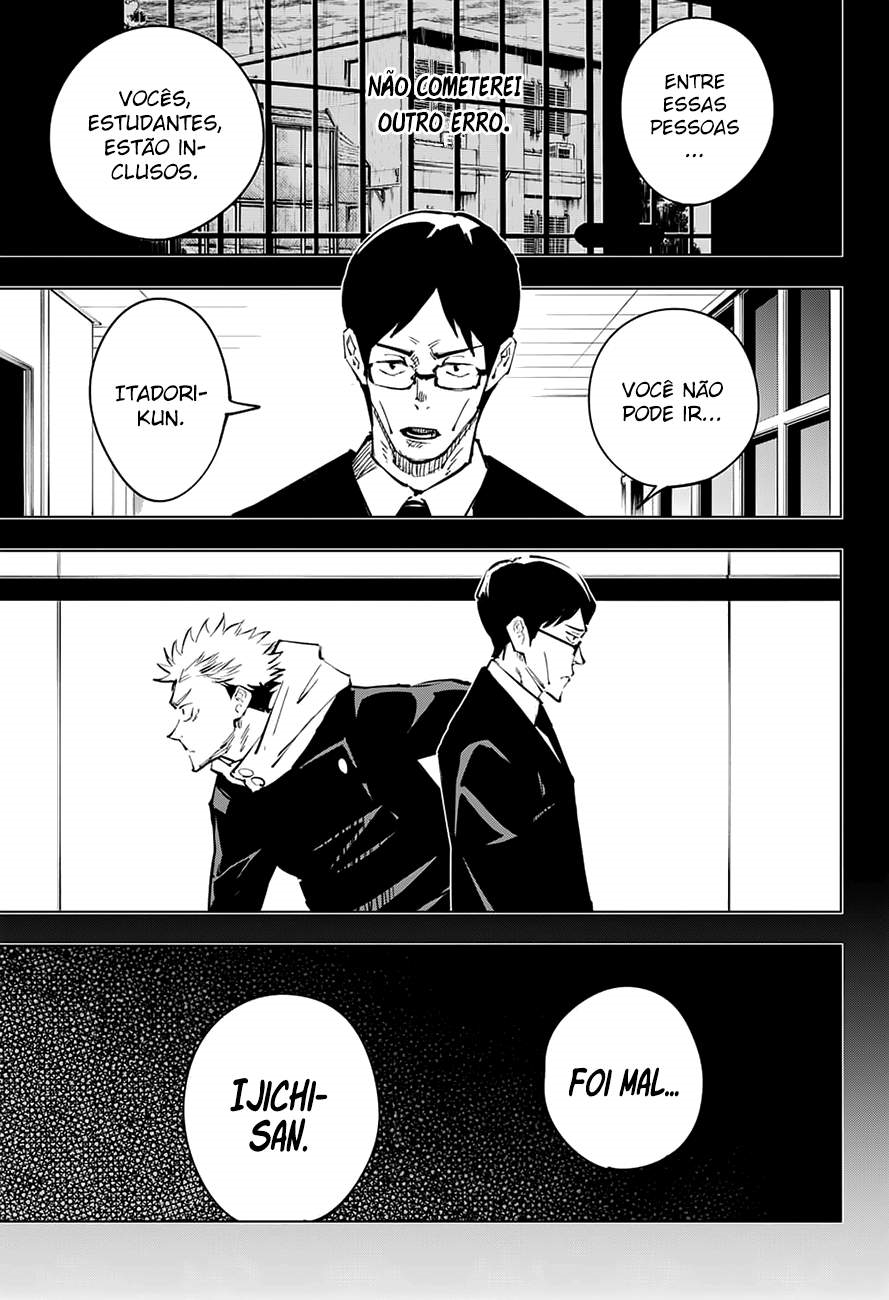 ENTRE
ESSAS
PESSOAS
...
NÃO COMETEREI
OUTRO ERRO.
VOCÊS,
ESTUDANTES,
ESTÃO IN-
CLUSOS.
VOCÊ NÃO
PODE IR...
ITADORI-
KUN.
FOI MAL...
IJICHI-
SAN.